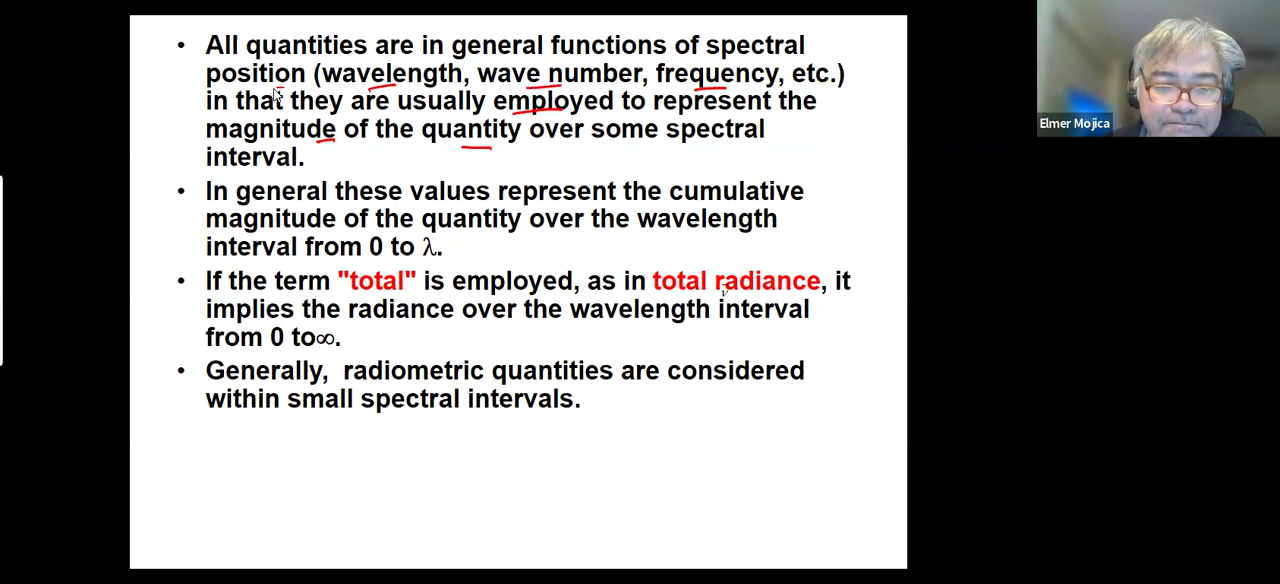 • All quantities are in general functions of spectral
position (wavelength, wave number, frequency, etc.)
in that they are usually employed to represent the
magnitude of the quantity over some spectral
interval.
• In general these values represent the cumulative
magnitude of the quantity over the wavelength
interval from 0 to λ.
• If the term "total" is employed, as in total radiance, it
implies the radiance over the wavelength interval
from 0 to∞.
• Generally, radiometric quantities are considered
within small spectral intervals.
Elmer Mojica